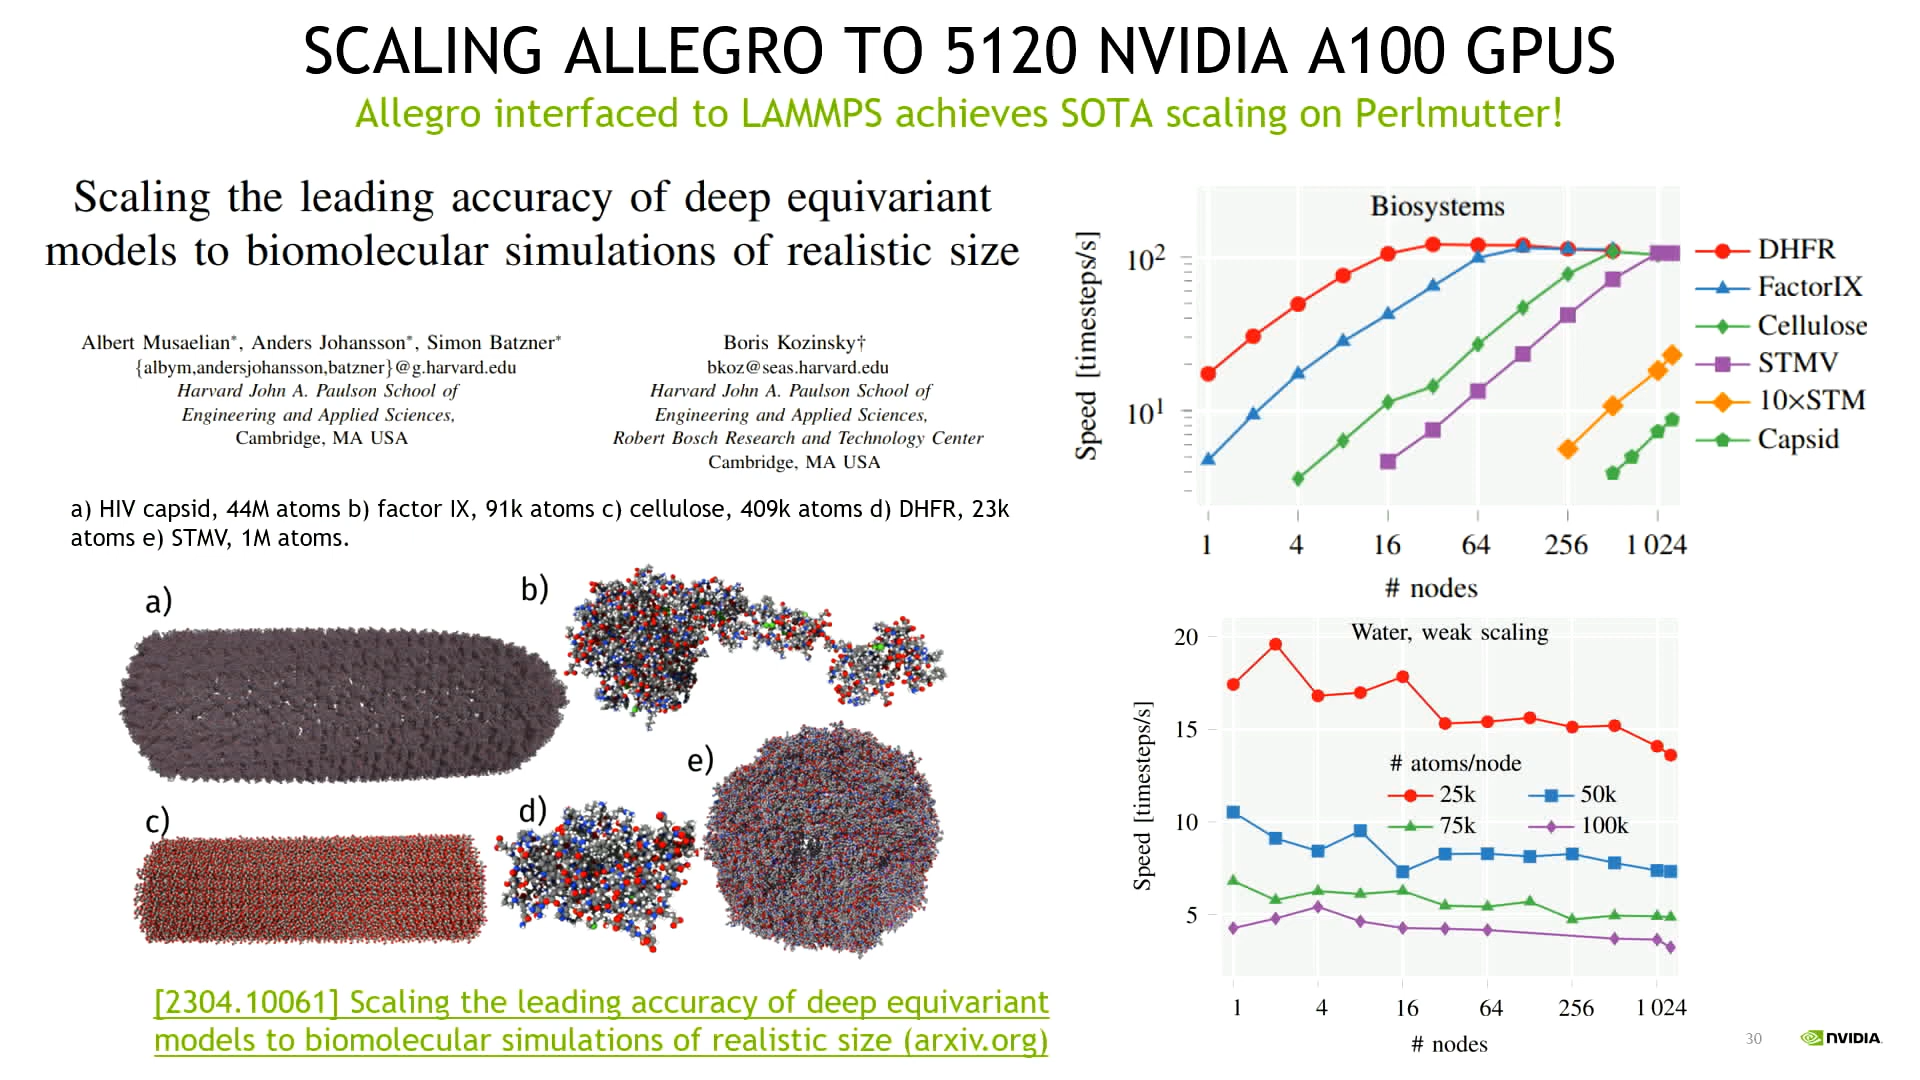 SCALING ALLEGRO TO 5120 NVIDIA A100 GPUS
Allegro interfaced to LAMMPS achieves SOTA scaling on Perlmutter!
Scaling the leading accuracy of deep equivariant
models to biomolecular simulations of realistic size
Albert Musaelian*, Anders Johansson*, Simon Batzner*
{albym,andersjohansson,batzner}@g.harvard.edu
Harvard John A. Paulson School of
Engineering and Applied Sciences,
Cambridge, MA USA
Boris Kozinsky†
bkoz@seas.harvard.edu
Harvard John A. Paulson School of
Engineering and Applied Sciences,
Robert Bosch Research and Technology Center
Cambridge, MA USA
a) HIV capsid, 44M atoms b) factor IX, 91k atoms c) cellulose, 409k atoms d) DHFR, 23k
atoms e) STMV, 1M atoms.
a)
b)
c)
d)
e)
[2304.10061] Scaling the leading accuracy of deep equivariant
models to biomolecular simulations of realistic size (arxiv.org)
Biosystems
Speed [timesteps/s]
10²
10¹
1 4 16 64 256 1 024
# nodes
DHFR
FactorIX
Cellulose
STMV
10×STM
Capsid
Water, weak scaling
Speed [timesteps/s]
20
15
10
5
# atoms/node
25k 50k
75k 100k
1 4 16 64 256 1 024
# nodes
30
NVIDIA.